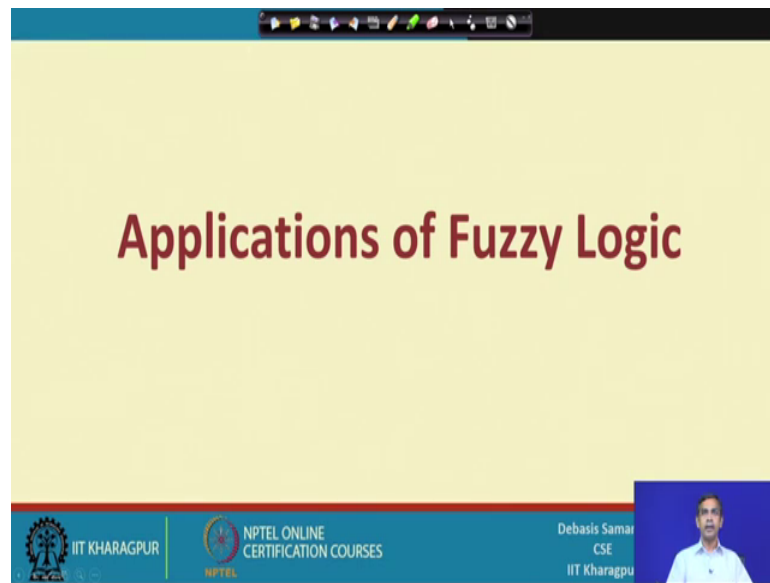 Applications of Fuzzy Logic
IIT KHARAGPUR
NPTEL
NPTEL ONLINE
CERTIFICATION COURSES
Debasis Samar
CSE
IIT Kharagpu